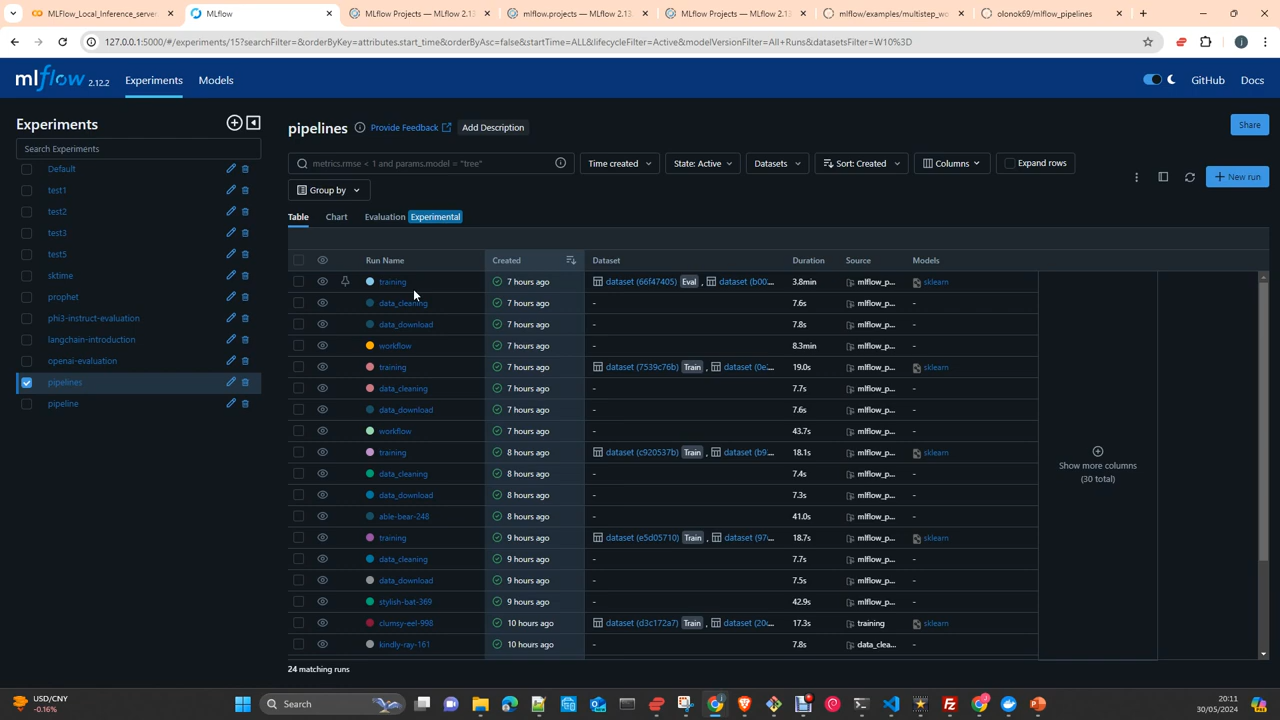 MLFlow_Local_Inference_server.
MLflow
MLflow Projects — MLflow 2.13
mlflow.projects — MLflow 2.13
MLflow Projects — MLflow 2.13
mlflow/examples/multistep_wo
olonok69/mlflow_pipelines
127.0.0.1:5000/#/experiments/15?searchFilter=&orderByKey=attributes.start_time&orderByAsc=false&startTime=ALL&lifecycleFilter=Active&modelVersionFilter=All+Runs&datasetsFilter=W10%3D
mlflow 2.12.2 Experiments Models GitHub Docs
Experiments
Search Experiments
Default
test1
test2
test3
test5
sktime
prophet
phi3-instruct-evaluation
langchain-introduction
openai-evaluation
pipelines
pipeline
pipelines Provide Feedback Add Description Share
metrics.rmse < 1 and params.model = "tree" Time created State: Active Datasets Sort: Created Columns Expand rows
New run
Group by
Table Chart Evaluation Experimental
Run Name Created Dataset Duration Source Models
training 7 hours ago dataset (66f47405) Eval , dataset (b00... 3.8min mlflow_p... sklearn
data_cleaning 7 hours ago - 7.6s mlflow_p... -
data_download 7 hours ago - 7.8s mlflow_p... -
workflow 7 hours ago - 8.3min mlflow_p... -
training 7 hours ago dataset (7539c76b) Train , dataset (0e... 19.0s mlflow_p... sklearn
data_cleaning 7 hours ago - 7.7s mlflow_p... -
data_download 7 hours ago - 7.6s mlflow_p... -
workflow 7 hours ago - 43.7s mlflow_p... -
training 8 hours ago dataset (c920537b) Train , dataset (b9... 18.1s mlflow_p... sklearn
data_cleaning 8 hours ago - 7.4s mlflow_p... -
data_download 8 hours ago - 7.3s mlflow_p... -
able-bear-248 8 hours ago - 41.0s mlflow_p... -
training 9 hours ago dataset (e5d05710) Train , dataset (97... 18.7s mlflow_p... sklearn
data_cleaning 9 hours ago - 7.7s mlflow_p... -
data_download 9 hours ago - 7.5s mlflow_p... -
stylish-bat-369 9 hours ago - 42.9s mlflow_p... -
clumsy-eel-998 10 hours ago dataset (d3c172a7) Train , dataset (20... 17.3s training sklearn
kindly-ray-161 10 hours ago - 7.8s data_clea... -
Show more columns
(30 total)
24 matching runs
USD/CNY
-0.16%
Search
20:11
30/05/2024